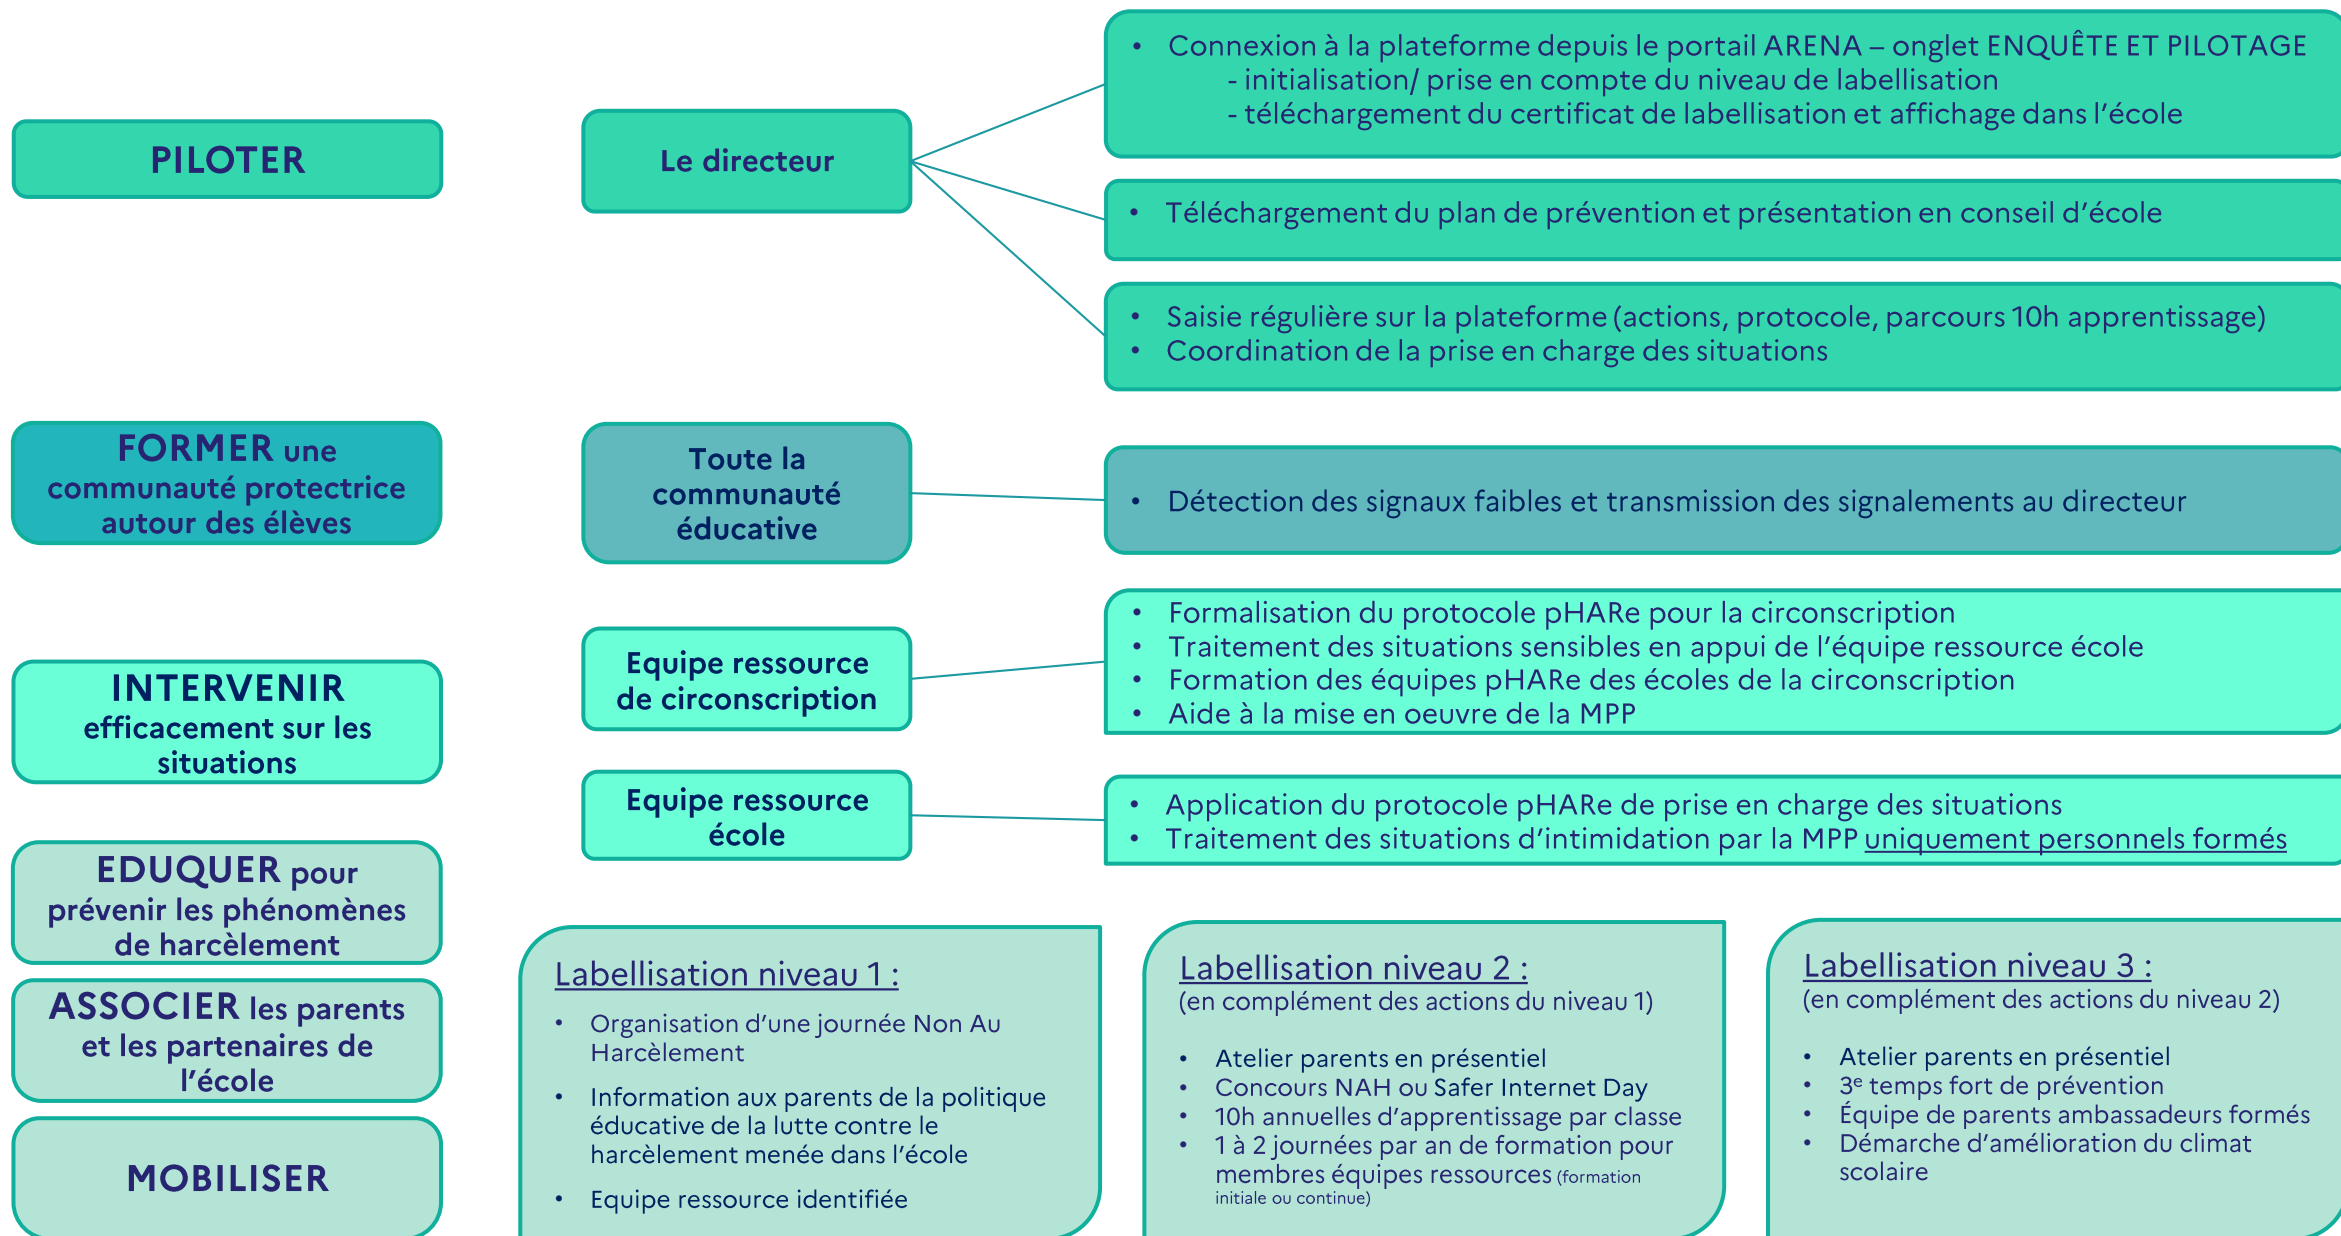 PILOTER
Le directeur
• Connexion à la plateforme depuis le portail ARENA – onglet ENQUÊTE ET PILOTAGE
- initialisation/ prise en compte du niveau de labellisation
- téléchargement du certificat de labellisation et affichage dans l’école
• Téléchargement du plan de prévention et présentation en conseil d’école
• Saisie régulière sur la plateforme (actions, protocole, parcours 10h apprentissage)
• Coordination de la prise en charge des situations
FORMER une
communauté protectrice
autour des élèves
Toute la
communauté
éducative
• Détection des signaux faibles et transmission des signalements au directeur
INTERVENIR
efficacement sur les
situations
Equipe ressource
de circonscription
• Formalisation du protocole pHARe pour la circonscription
• Traitement des situations sensibles en appui de l’équipe ressource école
• Formation des équipes pHARe des écoles de la circonscription
• Aide à la mise en oeuvre de la MPP
Equipe ressource
école
• Application du protocole pHARe de prise en charge des situations
• Traitement des situations d’intimidation par la MPP uniquement personnels formés
EDUQUER pour
prévenir les phénomènes
de harcèlement
ASSOCIER les parents
et les partenaires de
l’école
MOBILISER
Labellisation niveau 1 :
• Organisation d’une journée Non Au
Harcèlement
• Information aux parents de la politique
éducative de la lutte contre le
harcèlement menée dans l’école
• Equipe ressource identifiée
Labellisation niveau 2 :
(en complément des actions du niveau 1)
• Atelier parents en présentiel
• Concours NAH ou Safer Internet Day
• 10h annuelles d’apprentissage par classe
• 1 à 2 journées par an de formation pour
membres équipes ressources (formation
initiale ou continue)
Labellisation niveau 3 :
(en complément des actions du niveau 2)
• Atelier parents en présentiel
• 3e temps fort de prévention
• Équipe de parents ambassadeurs formés
• Démarche d’amélioration du climat
scolaire